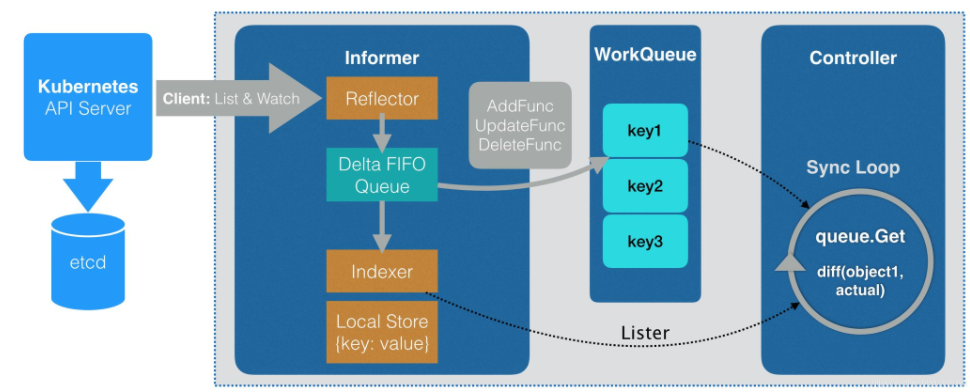 Kubernetes
API Server
etcd
Client: List & Watch
Informer
Reflector
Delta FIFO
Queue
Indexer
Local Store
{key: value}
AddFunc
UpdateFunc
DeleteFunc
WorkQueue
key1
key2
key3
Lister
Controller
Sync Loop
queue.Get
diff(object1,
actual)